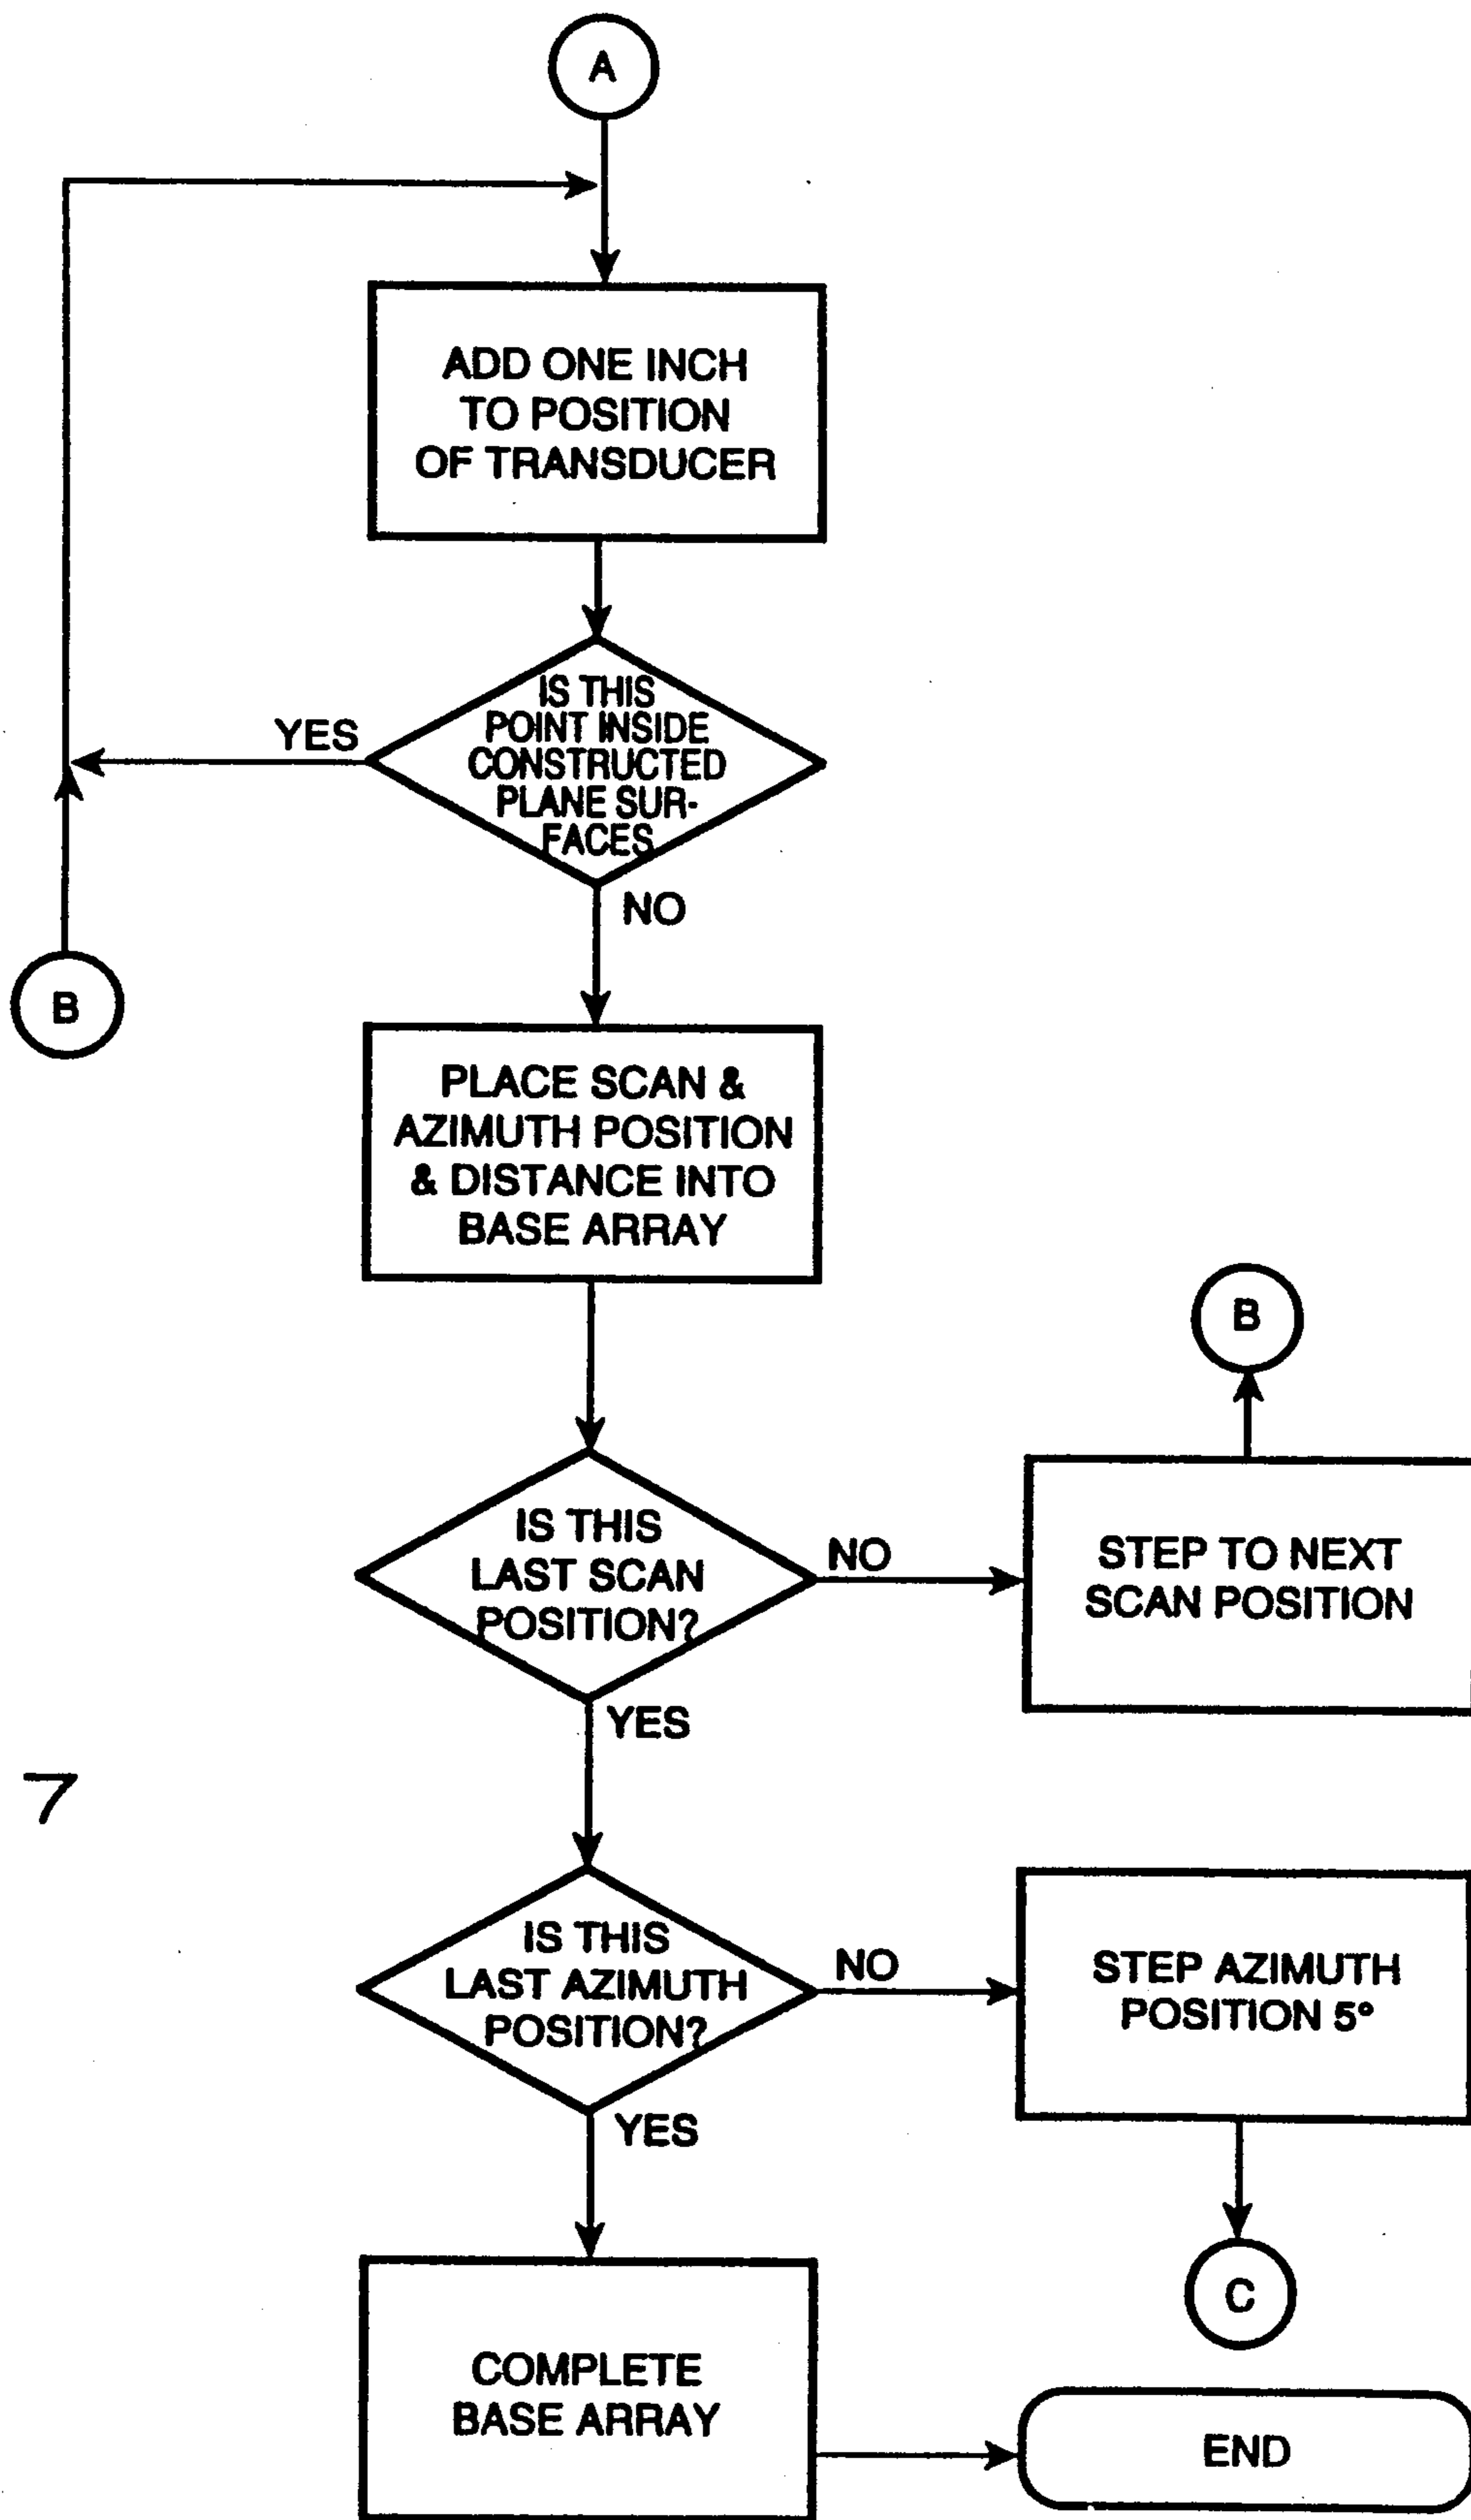 A
ADD ONE INCH
TO POSITION
OF TRANSDUCER
IS THIS
POINT INSIDE
CONSTRUCTED
PLANE SUR-
FACES
YES
NO
B
PLACE SCAN &
AZIMUTH POSITION
& DISTANCE INTO
BASE ARRAY
B
IS THIS
LAST SCAN
POSITION?
NO
STEP TO NEXT
SCAN POSITION
YES
7
IS THIS
LAST AZIMUTH
POSITION?
NO
STEP AZIMUTH
POSITION 5°
YES
C
COMPLETE
BASE ARRAY
END